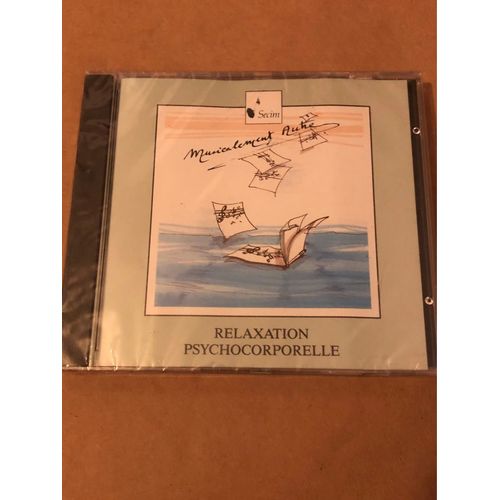 Secim
Musicalement Autre
RELAXATION
PSYCHOCORPORELLE